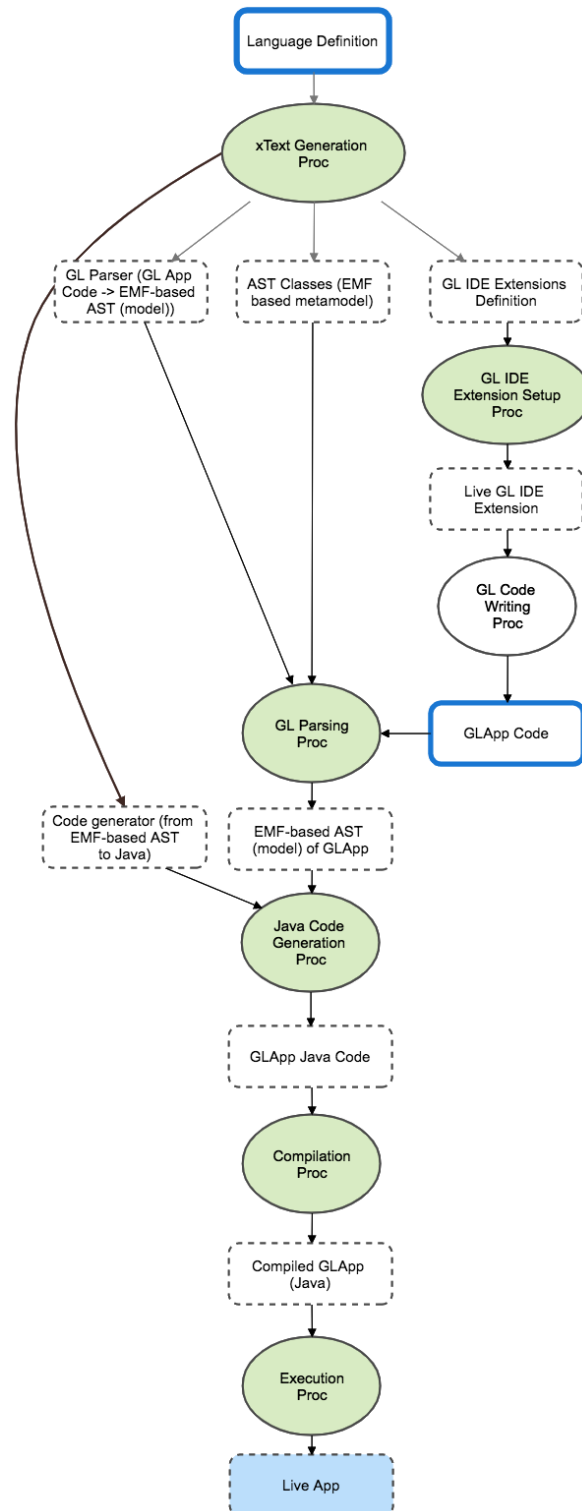 Language Definition
xText Generation
Proc
GL Parser (GL App
Code -> EMF-based
AST (model))
AST Classes (EMF
based metamodel)
GL IDE Extensions
Definition
GL IDE
Extension Setup
Proc
Live GL IDE
Extension
GL Code
Writing
Proc
GL Parsing
Proc
GLApp Code
Code generator (from
EMF-based AST
to Java)
EMF-based AST
(model) of GLApp
Java Code
Generation
Proc
GLApp Java Code
Compilation
Proc
Compiled GLApp
(Java)
Execution
Proc
Live App